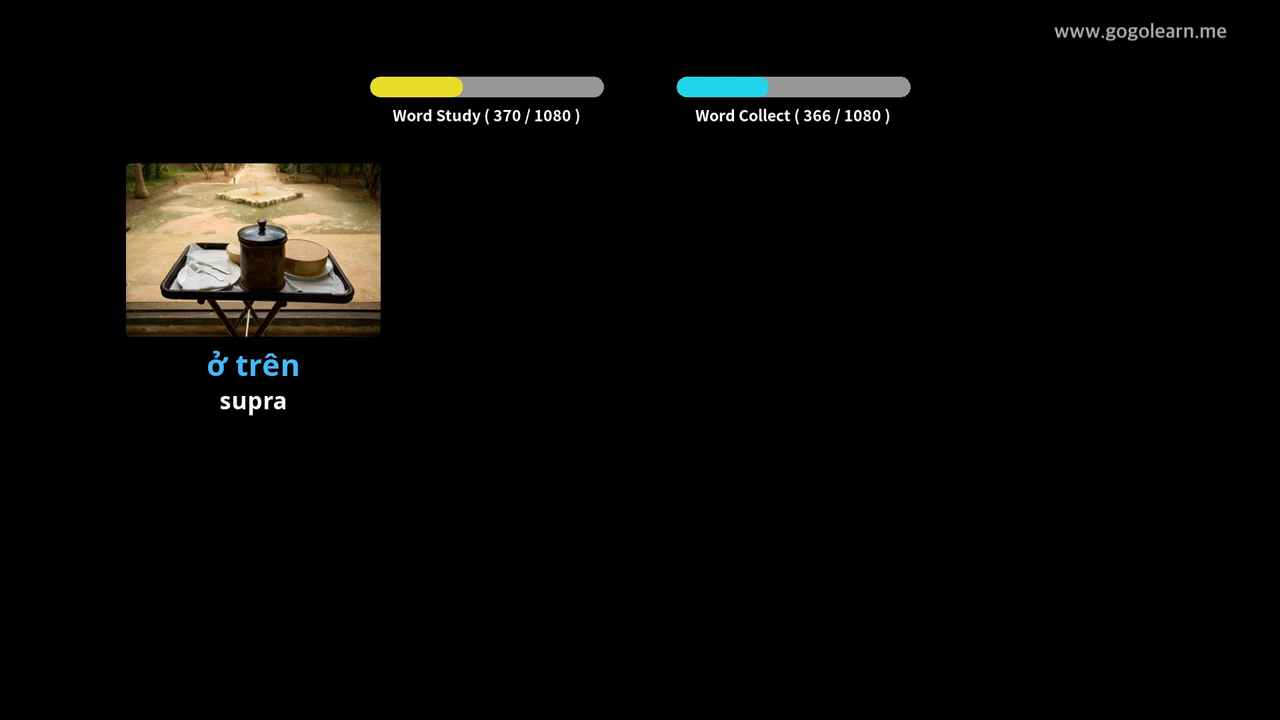 www.gogolearn.me
Word Study ( 370 / 1080 )
Word Collect ( 366 / 1080 )
ở trên
supra